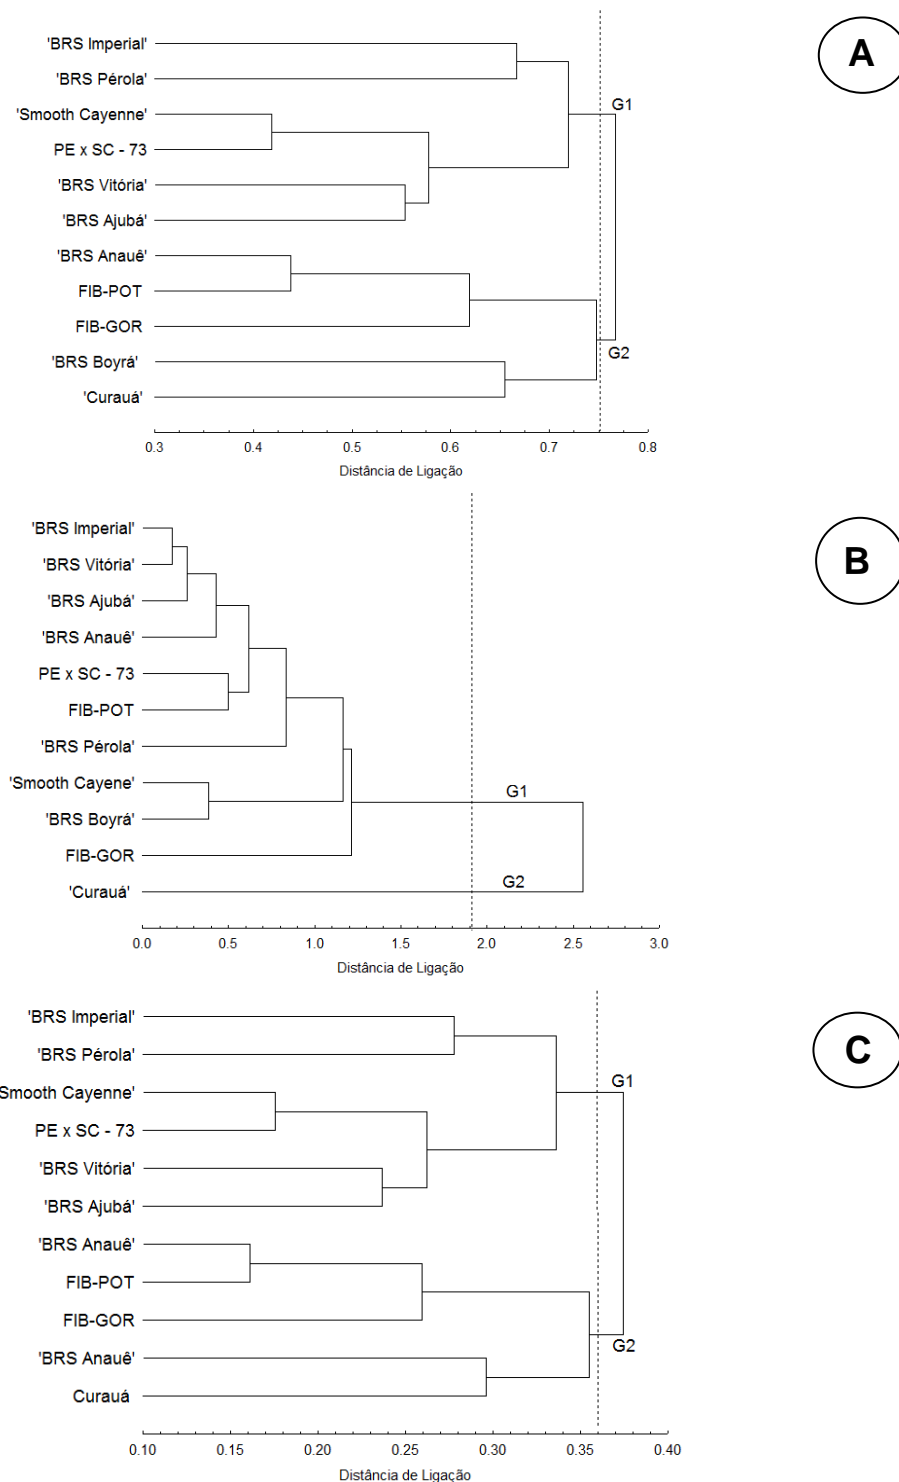 A
'BRS Imperial'
'BRS Pérola'
'Smooth Cayenne'
G1
PE x SC - 73
'BRS Vitória'
'BRS Ajubá'
'BRS Anauê'
FIB-POT
FIB-GOR
G2
'BRS Boyrá'
'Curauá'
0.3 0.4 0.5 0.6 0.7 0.8
Distância de Ligação
B
'BRS Imperial'
'BRS Vitória'
'BRS Ajubá'
'BRS Anauê'
PE x SC - 73
FIB-POT
'BRS Pérola'
'Smooth Cayene'
G1
'BRS Boyrá'
FIB-GOR
G2
'Curauá'
0.0 0.5 1.0 1.5 2.0 2.5 3.0
Distância de Ligação
C
'BRS Imperial'
'BRS Pérola'
G1
Smooth Cayenne'
PE x SC - 73
'BRS Vitória'
'BRS Ajubá'
'BRS Anauê'
FIB-POT
FIB-GOR
G2
'BRS Anauê'
Curauá
0.10 0.15 0.20 0.25 0.30 0.35 0.40
Distância de Ligação